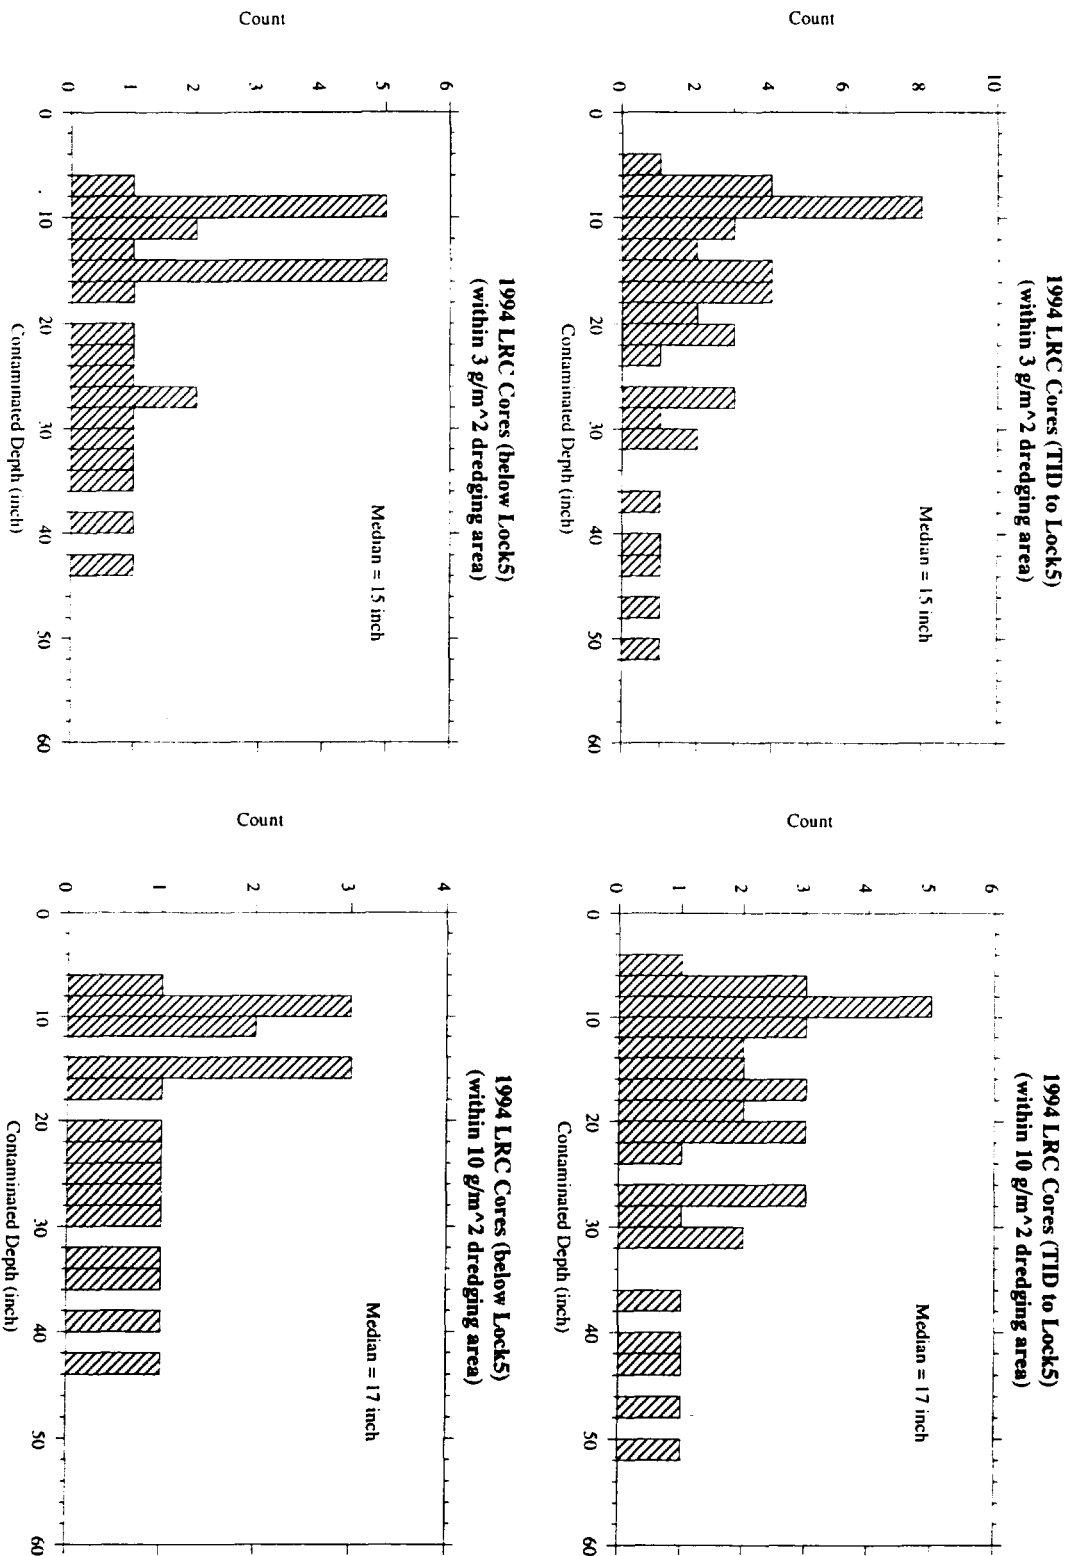 1994 LRC Cores (TID to Lock5)
(within 3 g/m^2 dredging area)
Count
10
8
6
4
2
0
Median = 15 inch
0
10
20
30
40
50
60
Contaminated Depth (inch)
1994 LRC Cores (TID to Lock5)
(within 10 g/m^2 dredging area)
Count
6
5
4
3
2
1
0
Median = 17 inch
0
10
20
30
40
50
60
Contaminated Depth (inch)
1994 LRC Cores (below Lock5)
(within 3 g/m^2 dredging area)
Count
6
5
4
3
2
1
0
Median = 15 inch
0
10
20
30
40
50
60
Contaminated Depth (inch)
1994 LRC Cores (below Lock5)
(within 10 g/m^2 dredging area)
Count
4
3
2
1
0
Median = 17 inch
0
10
20
30
40
50
60
Contaminated Depth (inch)